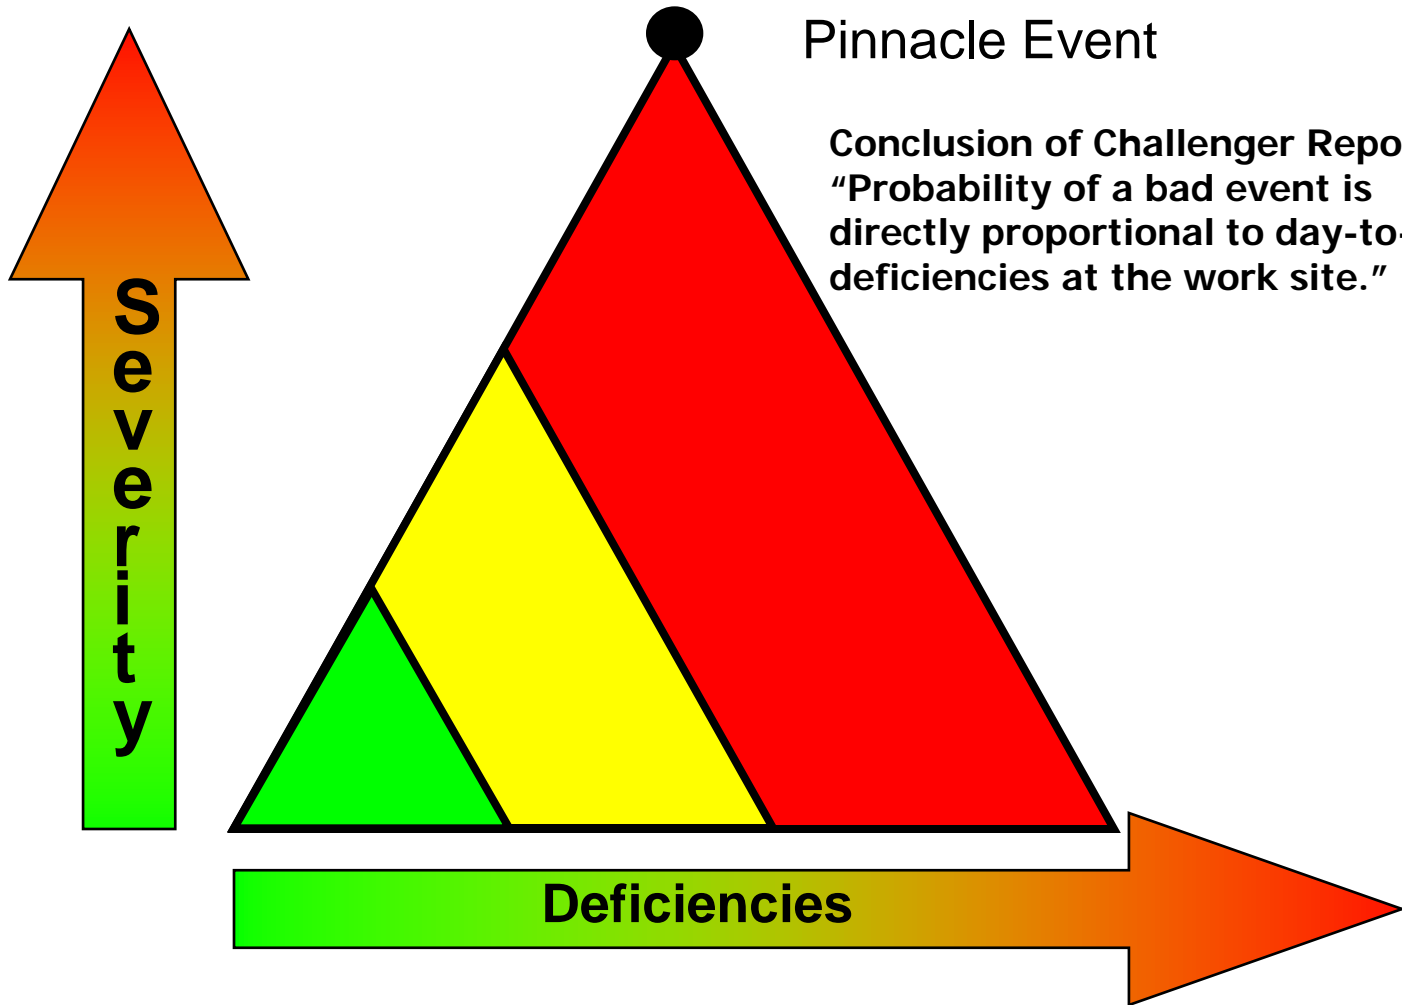 Pinnacle Event
Conclusion of Challenger Repo
“Probability of a bad event is
directly proportional to day-to-
deficiencies at the work site.”
Severity
Deficiencies